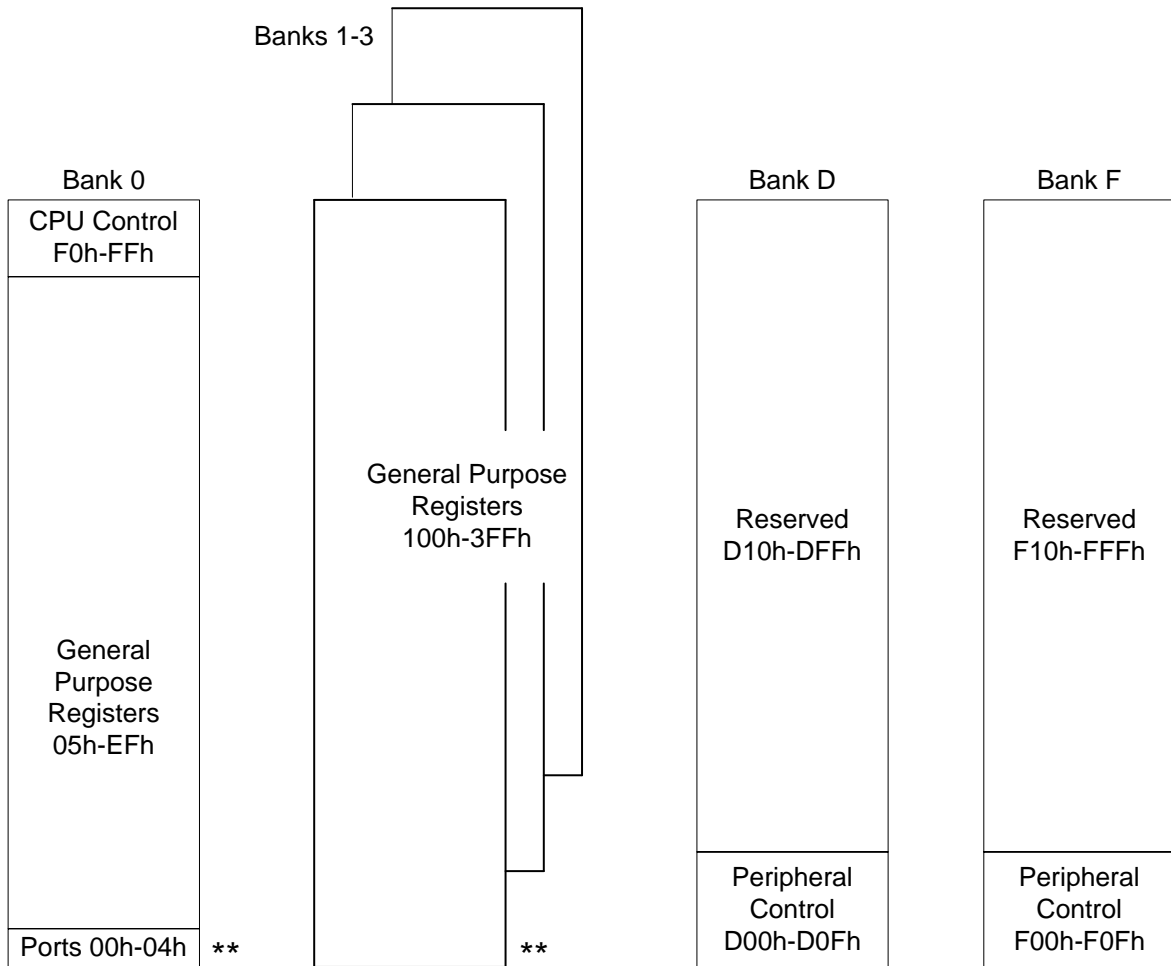 Banks 1-3
Bank 0
CPU Control
F0h-FFh
General
Purpose
Registers
05h-EFh
Ports 00h-04h
**
General Purpose
Registers
100h-3FFh
**
Bank D
Reserved
D10h-DFFh
Peripheral
Control
D00h-D0Fh
Bank F
Reserved
F10h-FFFh
Peripheral
Control
F00h-F0Fh